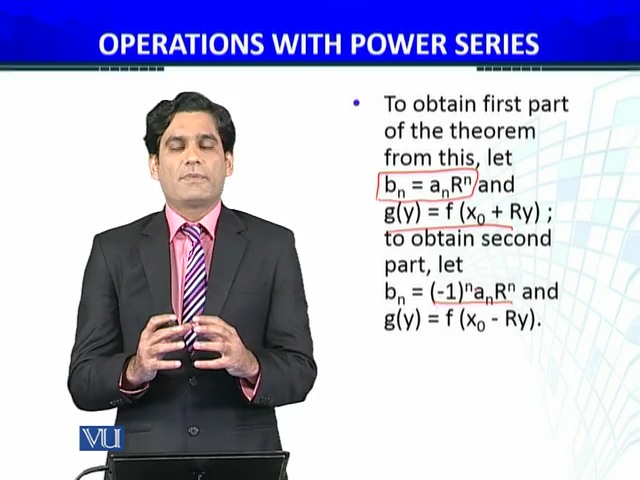 OPERATIONS WITH POWER SERIES
• To obtain first part
of the theorem
from this, let
bₙ = aₙRⁿ and
g(y) = f (x₀ + Ry) ;
to obtain second
part, let
bₙ = (-1)ⁿaₙRⁿ and
g(y) = f (x₀ - Ry).
VU